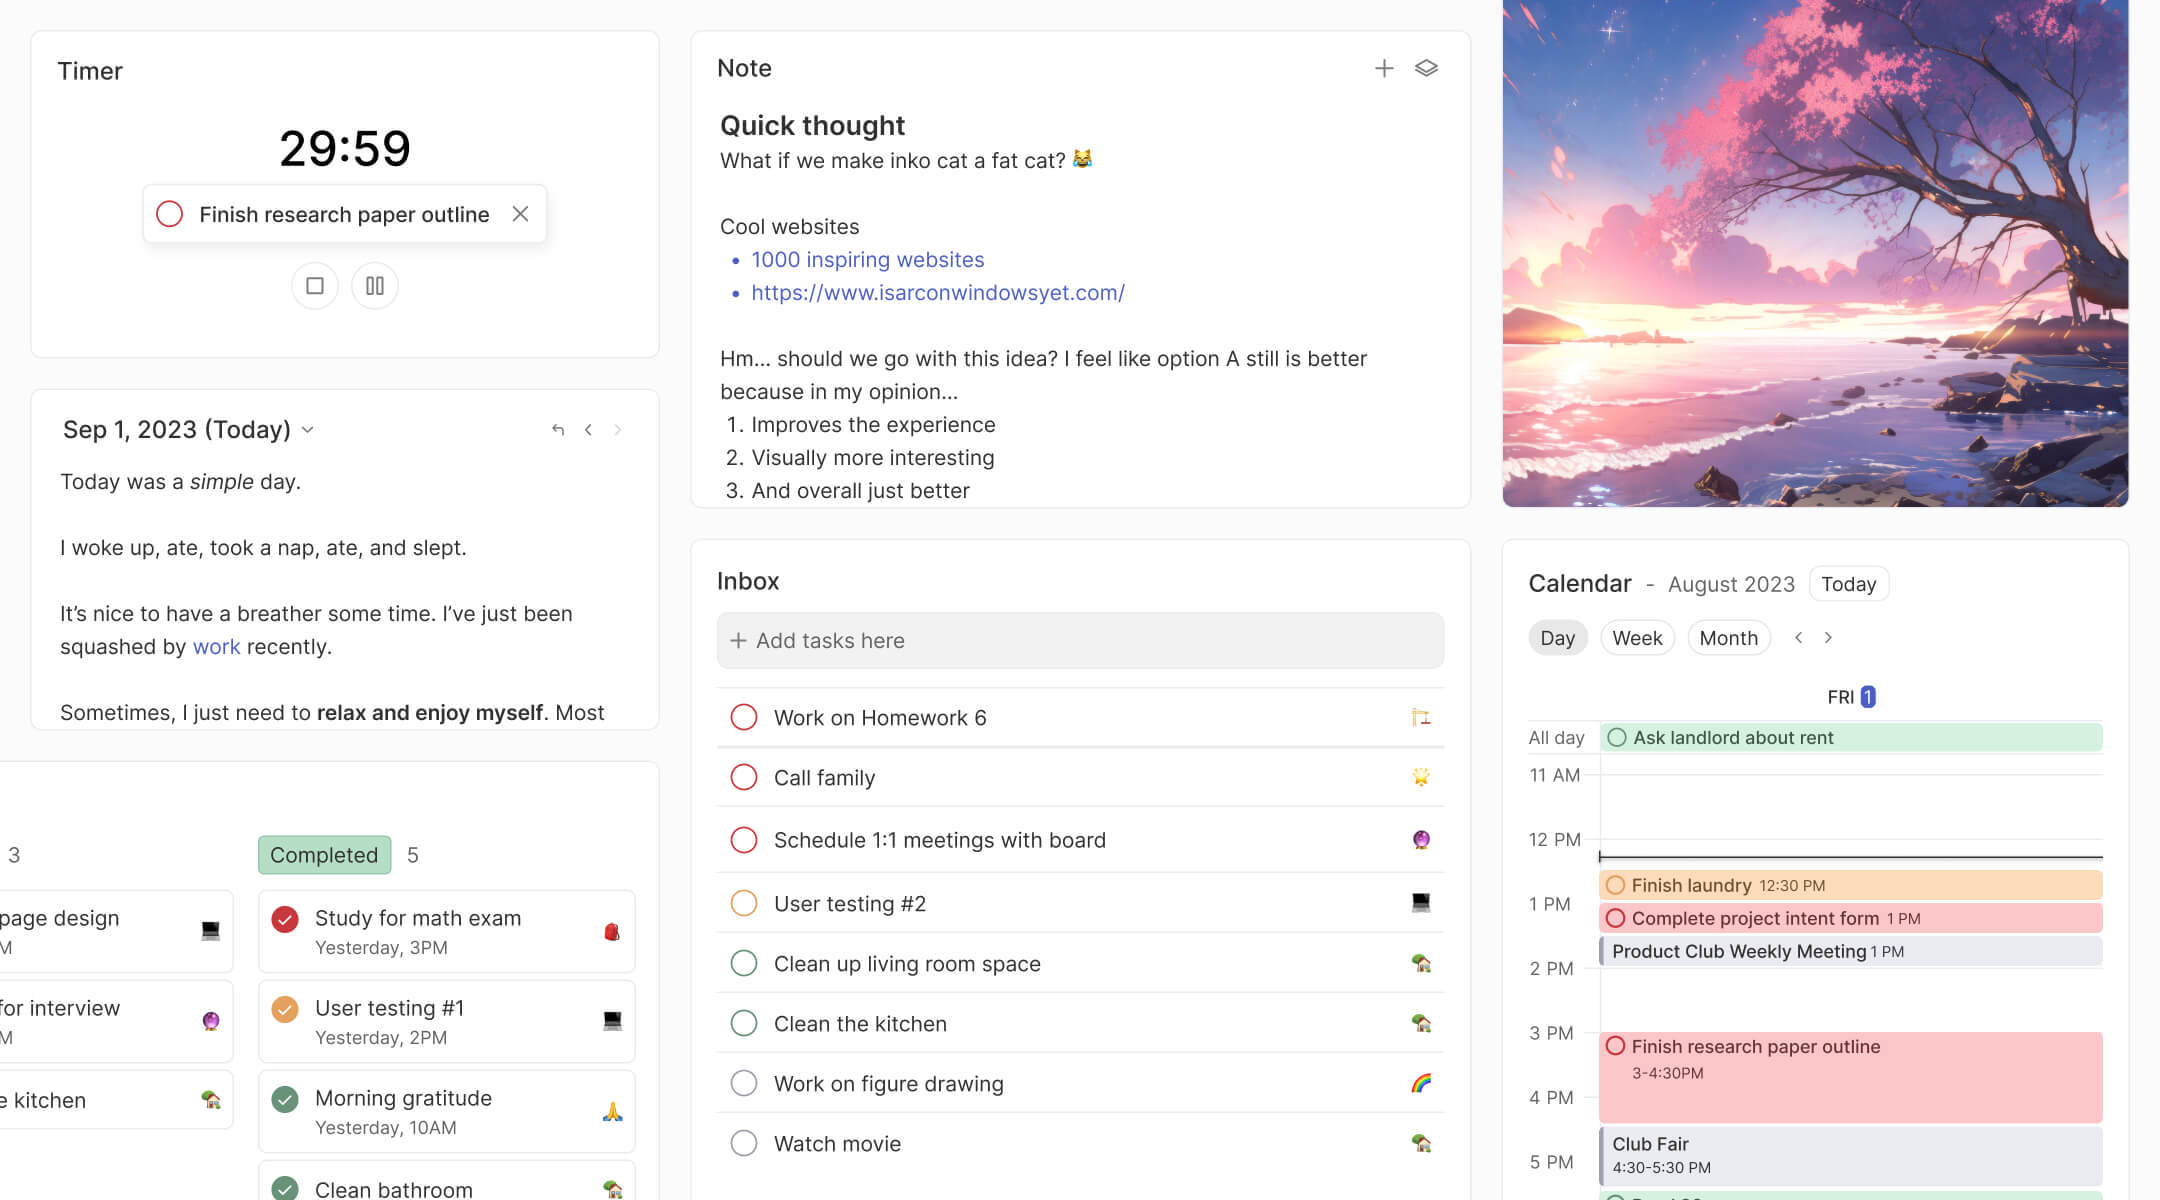 Timer
29:59
Finish research paper outline
Sep 1, 2023 (Today)
Today was a simple day.
I woke up, ate, took a nap, ate, and slept.
It’s nice to have a breather some time. I’ve just been
squashed by work recently.
Sometimes, I just need to relax and enjoy myself. Most
3
page design
M
for interview
M
e kitchen
Completed 5
Study for math exam
Yesterday, 3PM
User testing #1
Yesterday, 2PM
Morning gratitude
Yesterday, 10AM
Clean bathroom
Note
Quick thought
What if we make inko cat a fat cat? 😹
Cool websites
• 1000 inspiring websites
• https://www.isarconwindowsyet.com/
Hm... should we go with this idea? I feel like option A still is better
because in my opinion...
1. Improves the experience
2. Visually more interesting
3. And overall just better
Inbox
+ Add tasks here
Work on Homework 6
Call family
Schedule 1:1 meetings with board
User testing #2
Clean up living room space
Clean the kitchen
Work on figure drawing
Watch movie
Calendar - August 2023 Today
Day Week Month
FRI 1
All day Ask landlord about rent
11 AM
12 PM
Finish laundry 12:30 PM
1 PM
Complete project intent form 1 PM
Product Club Weekly Meeting 1 PM
2 PM
3 PM
Finish research paper outline
3-4:30PM
4 PM
Club Fair
4:30-5:30 PM
5 PM